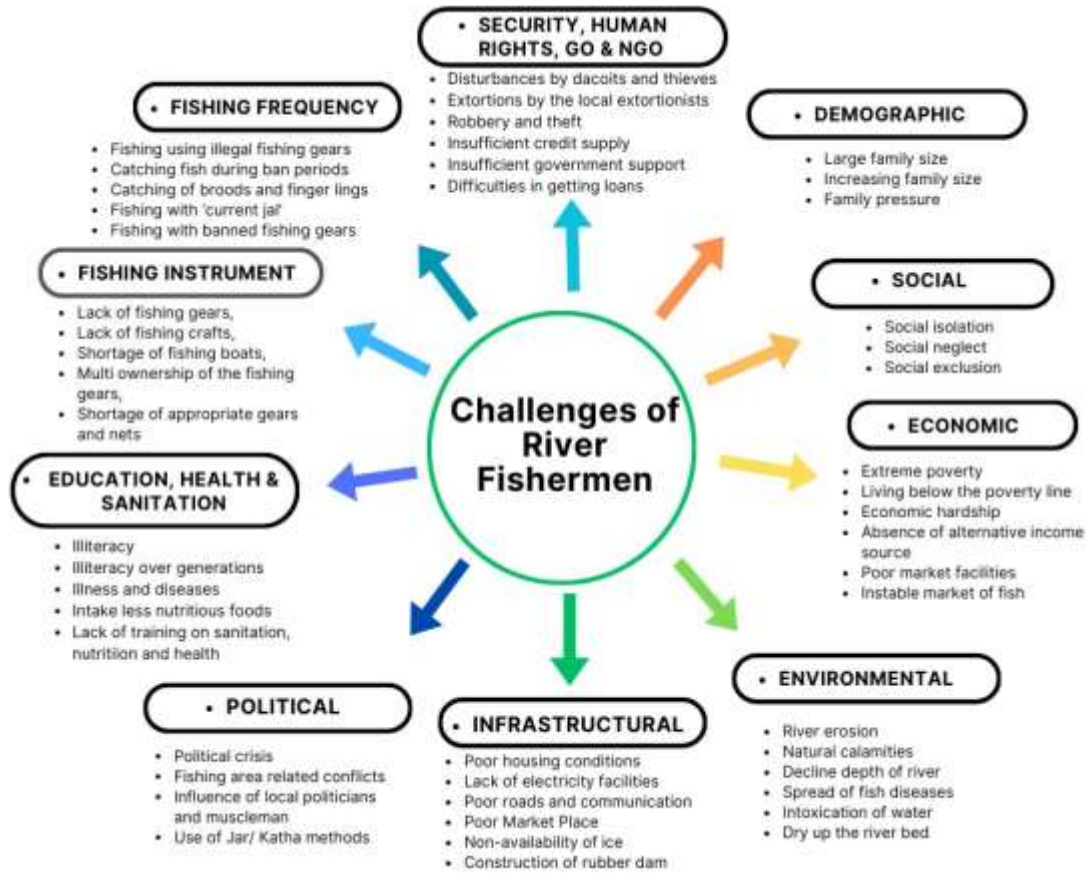 • SECURITY, HUMAN
RIGHTS, GO & NGO
• Disturbances by dacoits and thieves
• Extortions by the local extortionists
• Robbery and theft
• Insufficient credit supply
• Insufficient government support
• Difficulties in getting loans
• FISHING FREQUENCY
• Fishing using illegal fishing gears
• Catching fish during ban periods
• Catching of broods and finger lings
• Fishing with 'current jal'
• Fishing with banned fishing gears
• DEMOGRAPHIC
• Large family size
• Increasing family size
• Family pressure
• FISHING INSTRUMENT
• Lack of fishing gears,
• Lack of fishing crafts,
• Shortage of fishing boats,
• Multi ownership of the fishing
gears,
• Shortage of appropriate gears
and nets
• SOCIAL
• Social isolation
• Social neglect
• Social exclusion
Challenges of
River
Fishermen
• ECONOMIC
• Extreme poverty
• Living below the poverty line
• Economic hardship
• Absence of alternative income
source
• Poor market facilities
• Instable market of fish
• EDUCATION, HEALTH &
SANITATION
• Illiteracy
• Illiteracy over generations
• Illness and diseases
• Intake less nutritious foods
• Lack of training on sanitation,
nutritiion and health
• POLITICAL
• Political crisis
• Fishing area related conflicts
• Influence of local politicians
and muscleman
• Use of Jar/ Katha methods
• INFRASTRUCTURAL
• Poor housing conditions
• Lack of electricity facilities
• Poor roads and communication
• Poor Market Place
• Non-availability of ice
• Construction of rubber dam
• ENVIRONMENTAL
• River erosion
• Natural calamities
• Decline depth of river
• Spread of fish diseases
• Intoxication of water
• Dry up the river bed